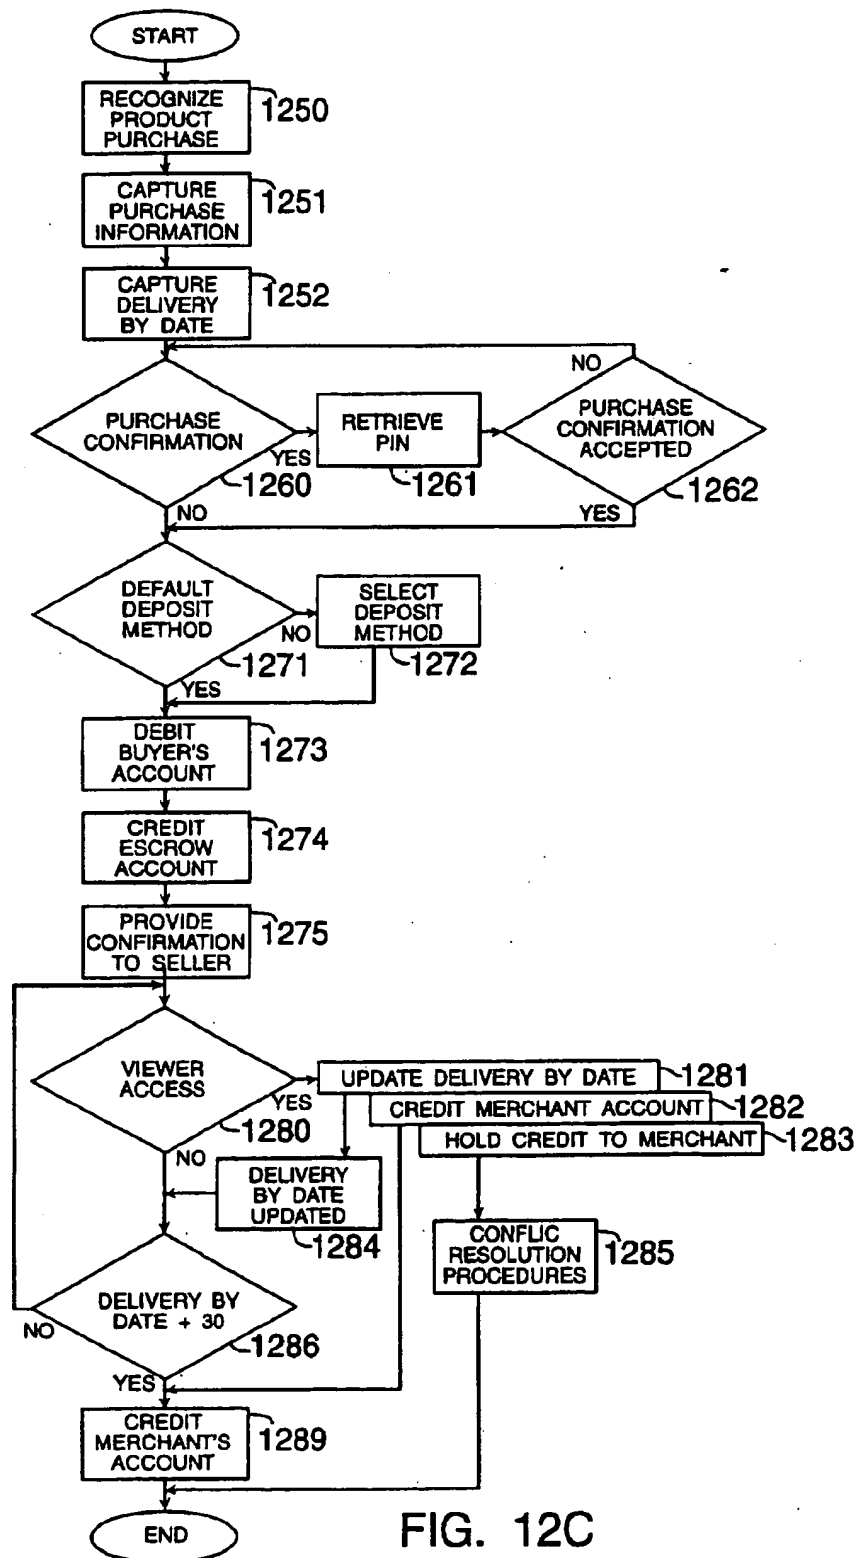 START
RECOGNIZE
PRODUCT
PURCHASE
1250
CAPTURE
PURCHASE
INFORMATION
1251
CAPTURE
DELIVERY
BY DATE
1252
PURCHASE
CONFIRMATION
YES
1260
NO
RETRIEVE
PIN
1261
NO
PURCHASE
CONFIRMATION
ACCEPTED
1262
YES
DEFAULT
DEPOSIT
METHOD
NO
1271
YES
SELECT
DEPOSIT
METHOD
1272
DEBIT
BUYER'S
ACCOUNT
1273
CREDIT
ESCROW
ACCOUNT
1274
PROVIDE
CONFIRMATION
TO SELLER
1275
VIEWER
ACCESS
YES
1280
NO
UPDATE DELIVERY BY DATE
1281
CREDIT MERCHANT ACCOUNT
1282
HOLD CREDIT TO MERCHANT
1283
DELIVERY
BY DATE
UPDATED
1284
CONFLIC
RESOLUTION
PROCEDURES
1285
DELIVERY BY
DATE + 30
NO
1286
YES
CREDIT
MERCHANT'S
ACCOUNT
1289
END
FIG. 12C